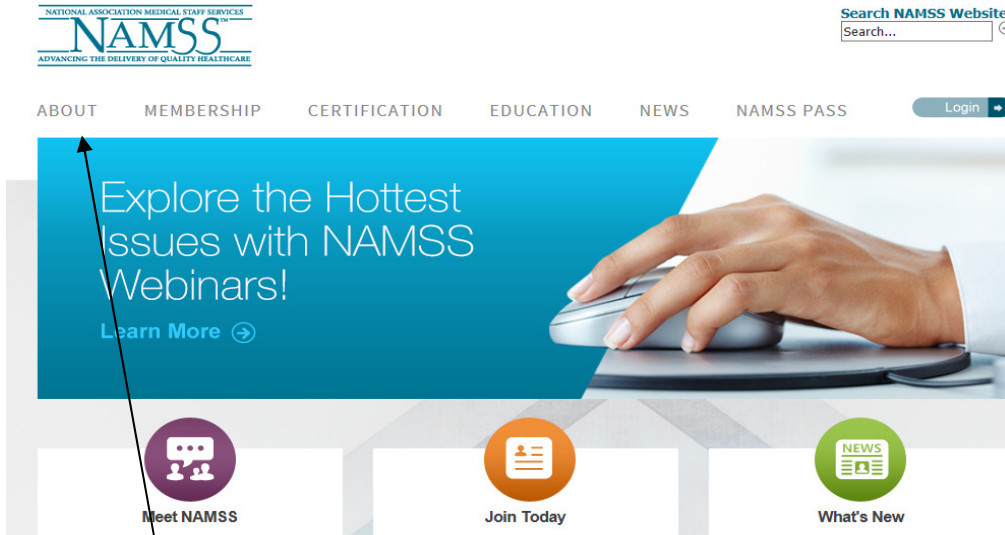 NATIONAL ASSOCIATION MEDICAL STAFF SERVICES
NAMSS™
ADVANCING THE DELIVERY OF QUALITY HEALTHCARE
Search NAMSS Website
Search...
ABOUT MEMBERSHIP CERTIFICATION EDUCATION NEWS NAMSS PASS Login
Explore the Hottest
Issues with NAMSS
Webinars!
Learn More
NEWS
Meet NAMSS Join Today What's New